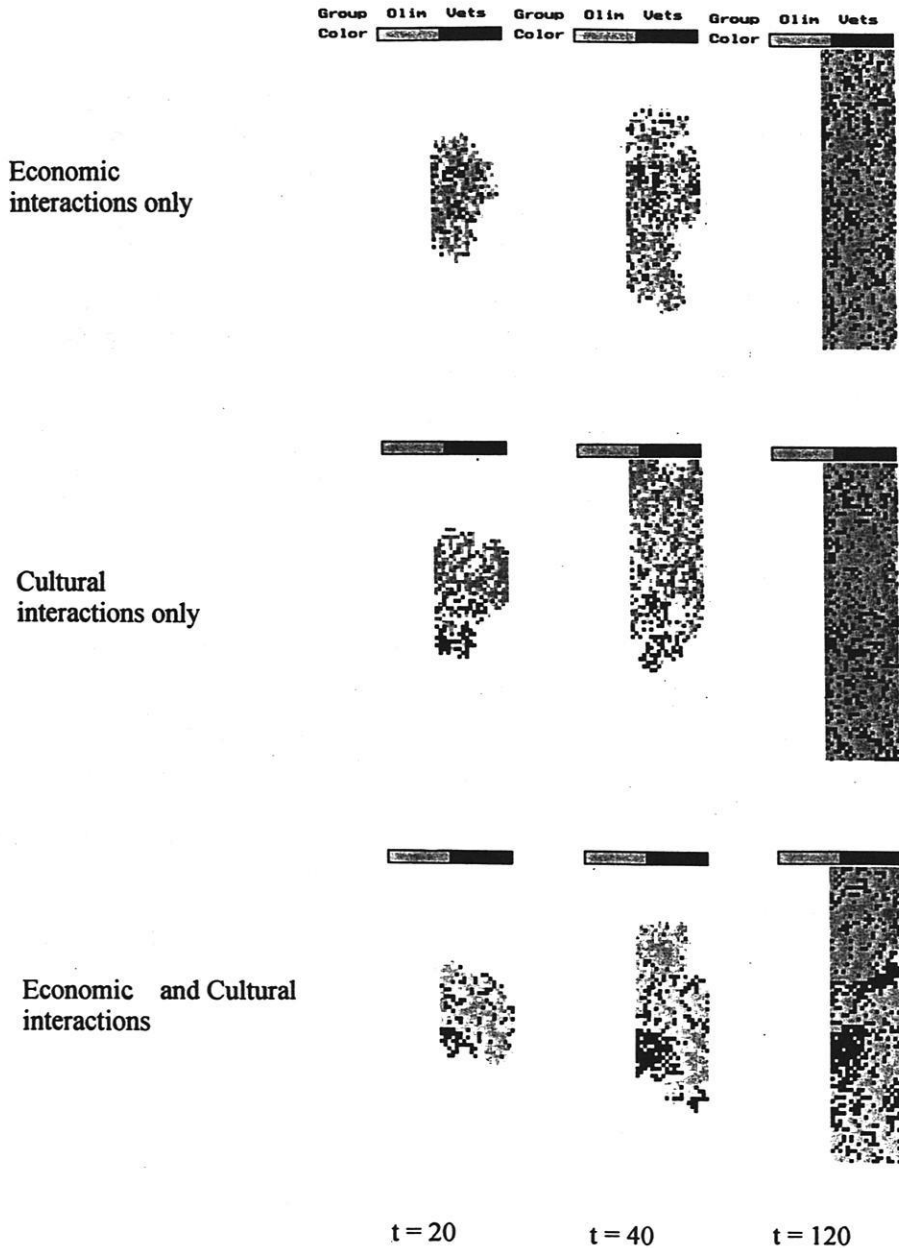 Group Olim Vets Group Olim Vets Group Olim Vets
Color Color Color
Economic
interactions only
Cultural
interactions only
Economic and Cultural
interactions
t = 20 t = 40 t = 120